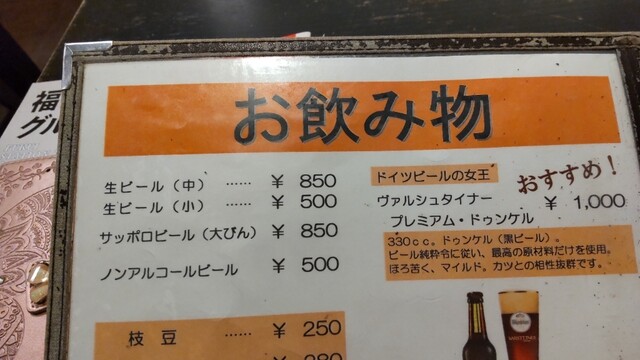 福
グル
お飲み物
生ビール（中） …… ￥ 850
生ビール（小） …… ￥ 500
サッポロビール（大びん） ￥ 850
ノンアルコールビール ￥ 500
枝 豆 …… ￥ 250
ドイツビールの女王
おすすめ！
ヴァルシュタイナー
プレミアム・ドゥンケル ￥ 1,000
330cc。ドゥンケル（黒ビール）。
ビール純粋令に従い、最高の原材料だけを使用。
ほろ苦く、マイルド。カツとの相性抜群です。